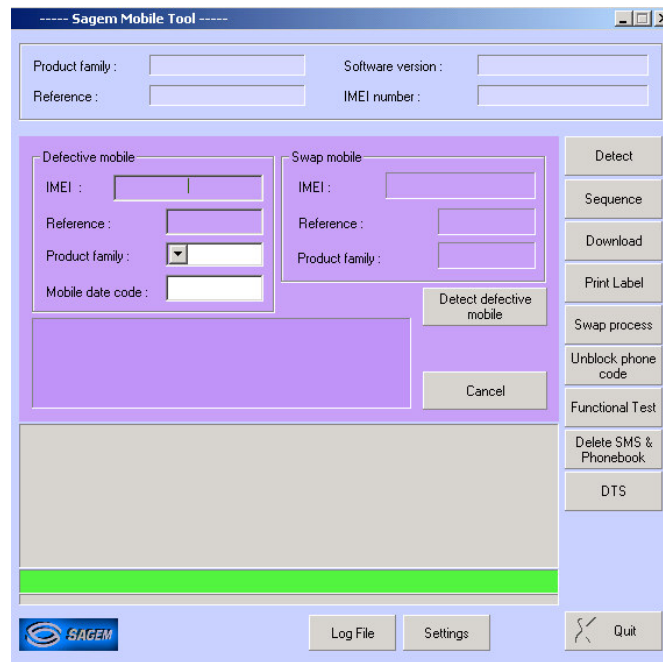 ----- Sagem Mobile Tool -----
Product family :
Software version :
Reference :
IMEI number :
Defective mobile
IMEI :
Reference :
Product family :
Mobile date code :
Swap mobile
IMEI :
Reference :
Product family :
Detect defective
mobile
Cancel
Detect
Sequence
Download
Print Label
Swap process
Unblock phone
code
Functional Test
Delete SMS &
Phonebook
DTS
SAGEM
Log File
Settings
Quit